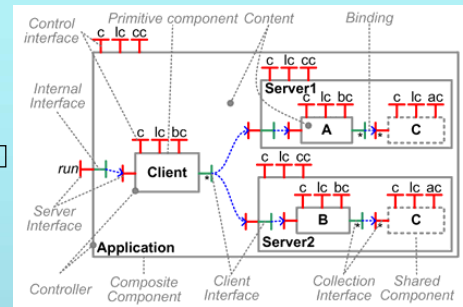 Control interface
Primitive component
Content
Binding
c lc cc
c lc cc
Server1
Internal Interface
c lc bc
A
c lc ac
C
c lc bc
run
Client
*
*
*
c lc cc
Server Interface
c lc bc
B
c lc ac
C
*
*
Application
Server2
Controller
Composite Component
Client Interface
Collection Interface
Shared Component